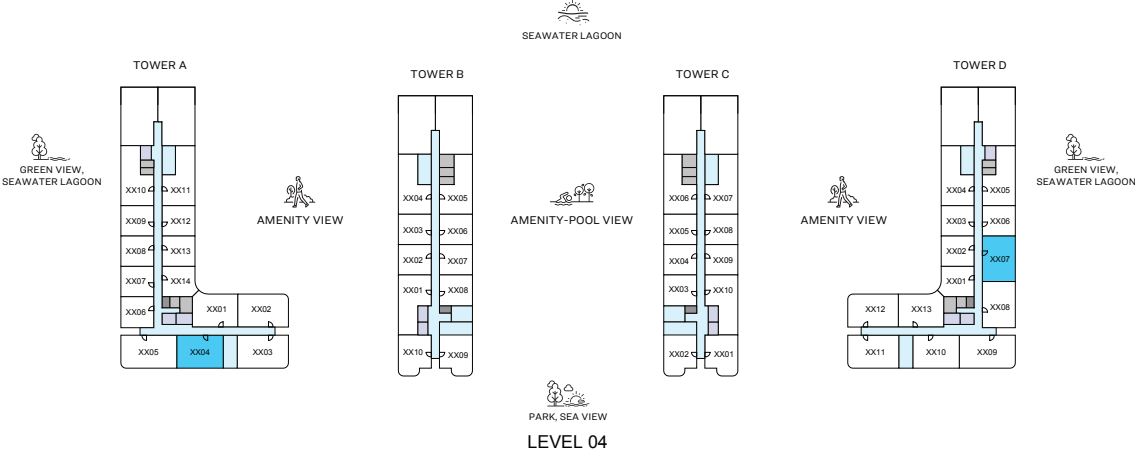 SEAWATER LAGOON
TOWER A
TOWER B
TOWER C
TOWER D
GREEN VIEW,
SEAWATER LAGOON
AMENITY VIEW
AMENITY-POOL VIEW
AMENITY VIEW
GREEN VIEW,
SEAWATER LAGOON
XX10
XX11
XX09
XX12
XX08
XX13
XX07
XX14
XX06
XX01
XX02
XX05
XX04
XX03
XX04
XX05
XX03
XX06
XX02
XX07
XX01
XX08
XX10
XX09
XX06
XX07
XX05
XX08
XX04
XX09
XX03
XX10
XX02
XX01
XX04
XX05
XX03
XX06
XX02
XX07
XX01
XX08
XX12
XX13
XX11
XX10
XX09
PARK, SEA VIEW
LEVEL 04